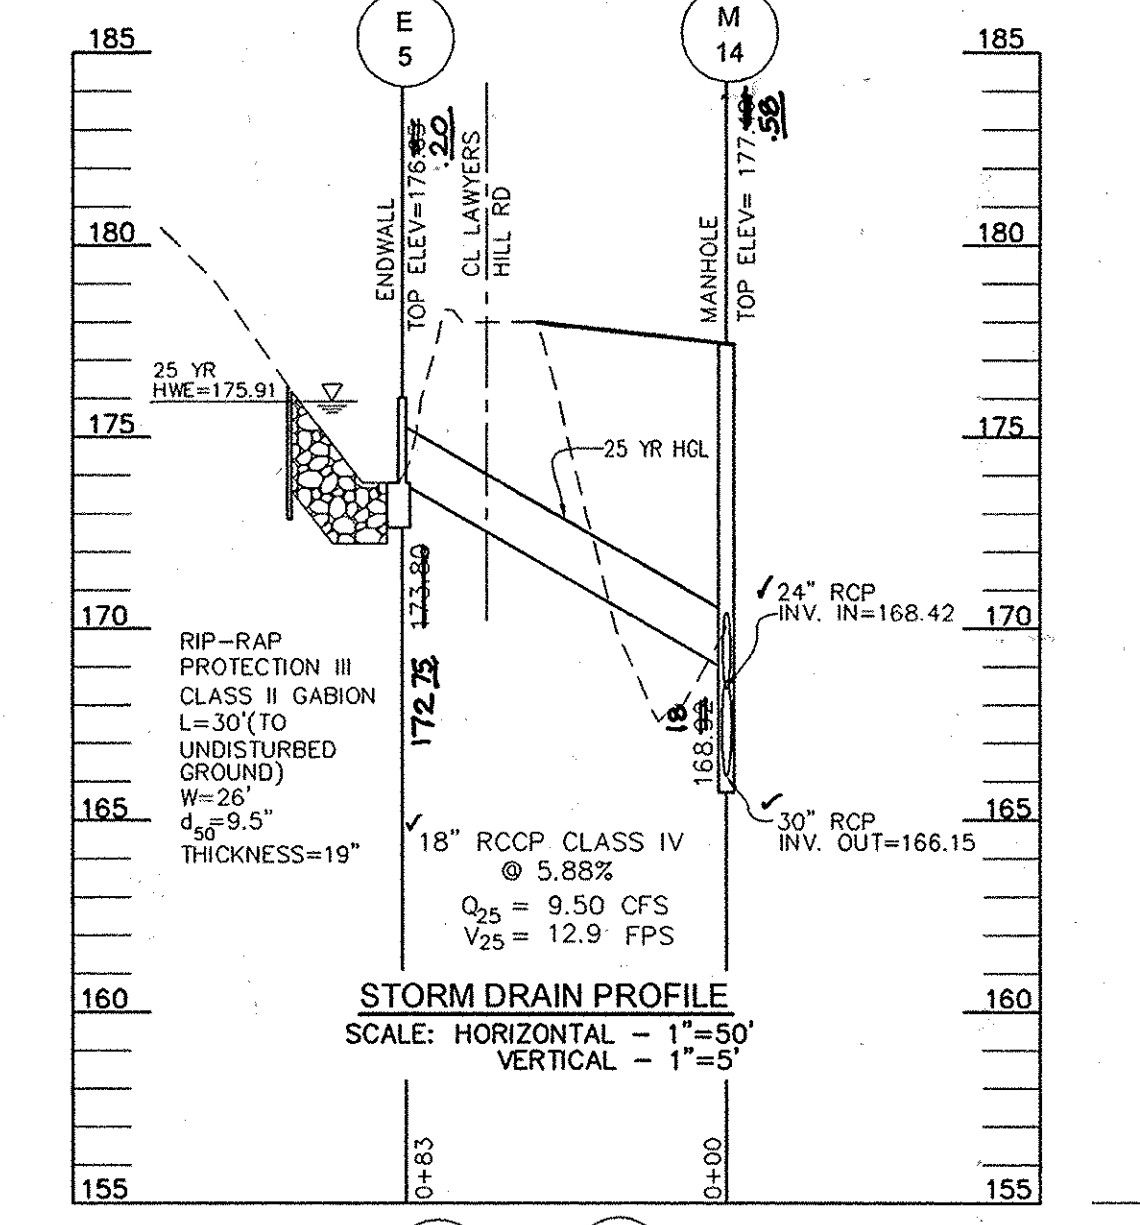 E
5
M
14
185
185
180
180
175
175
170
170
165
165
160
160
155
155
ENDWALL
TOP ELEV=176.
.20
CL LAWYERS
HILL RD
MANHOLE
TOP ELEV= 177.
.58
25 YR
HWE=175.91
25 YR HGL
173.80
172.75
18
168.92
24" RCP
INV. IN=168.42
30" RCP
INV. OUT=166.15
RIP-RAP
PROTECTION III
CLASS II GABION
L=30'(TO
UNDISTURBED
GROUND)
W=26'
d50=9.5"
THICKNESS=19"
18" RCCP CLASS IV
@ 5.88%
Q25 = 9.50 CFS
V25 = 12.9 FPS
STORM DRAIN PROFILE
SCALE: HORIZONTAL - 1"=50'
VERTICAL - 1"=5'
0+83
0+00